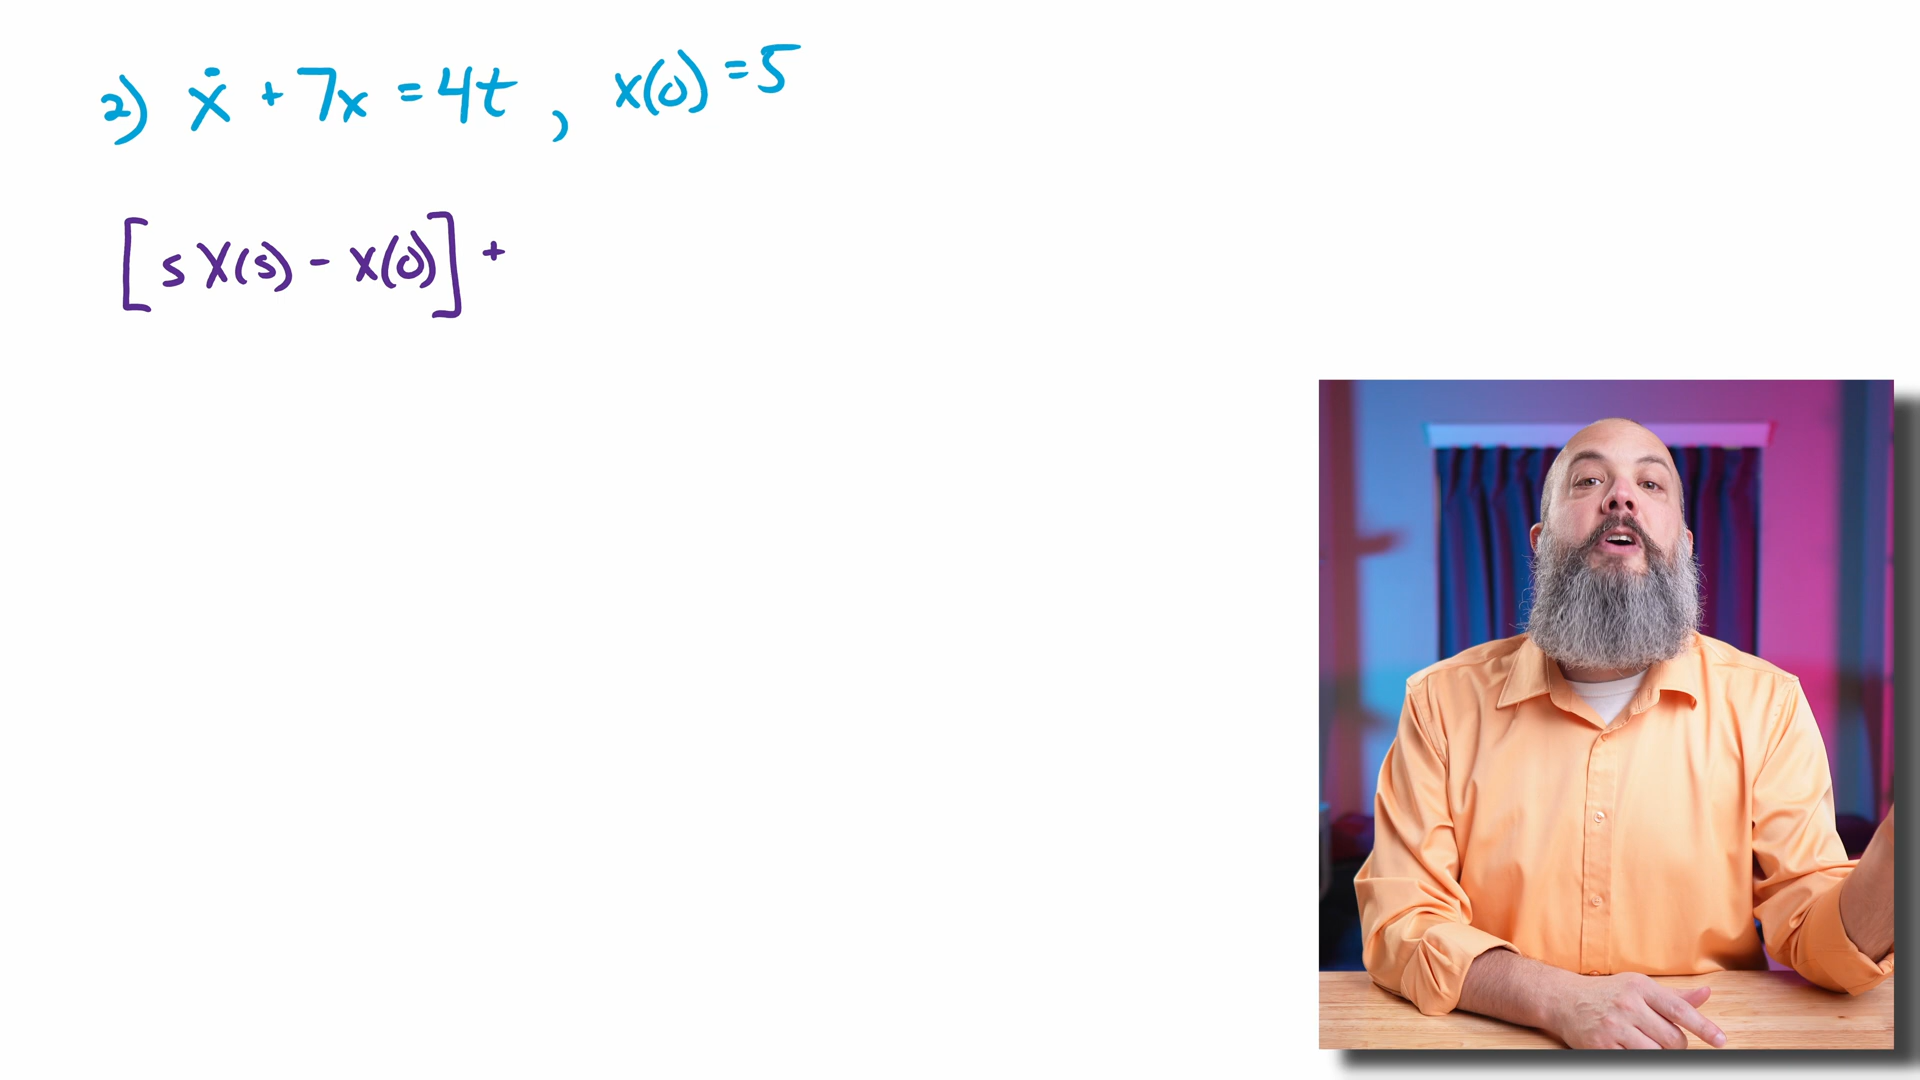 2) ẋ + 7x = 4t , x(0) = 5
[s X(s) - x(0)] +